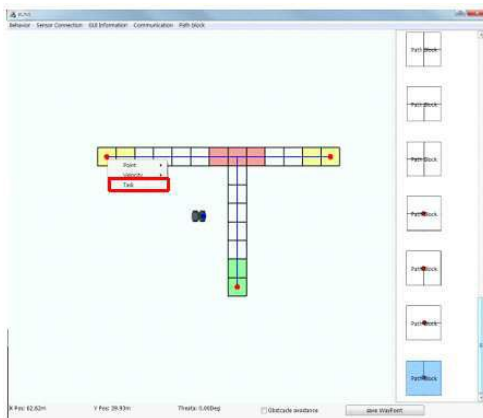 Behavior Sensor Connection GUI Information Communication Path Block
Path Block
Path Block
Path Block
Path Block
Path Block
Path Block
Path Block
Point
Velocity
Task
X Pos: 62.62m Y Pos: 39.93m Theata: 0.00Deg Obstacle avoidance save WayPoint